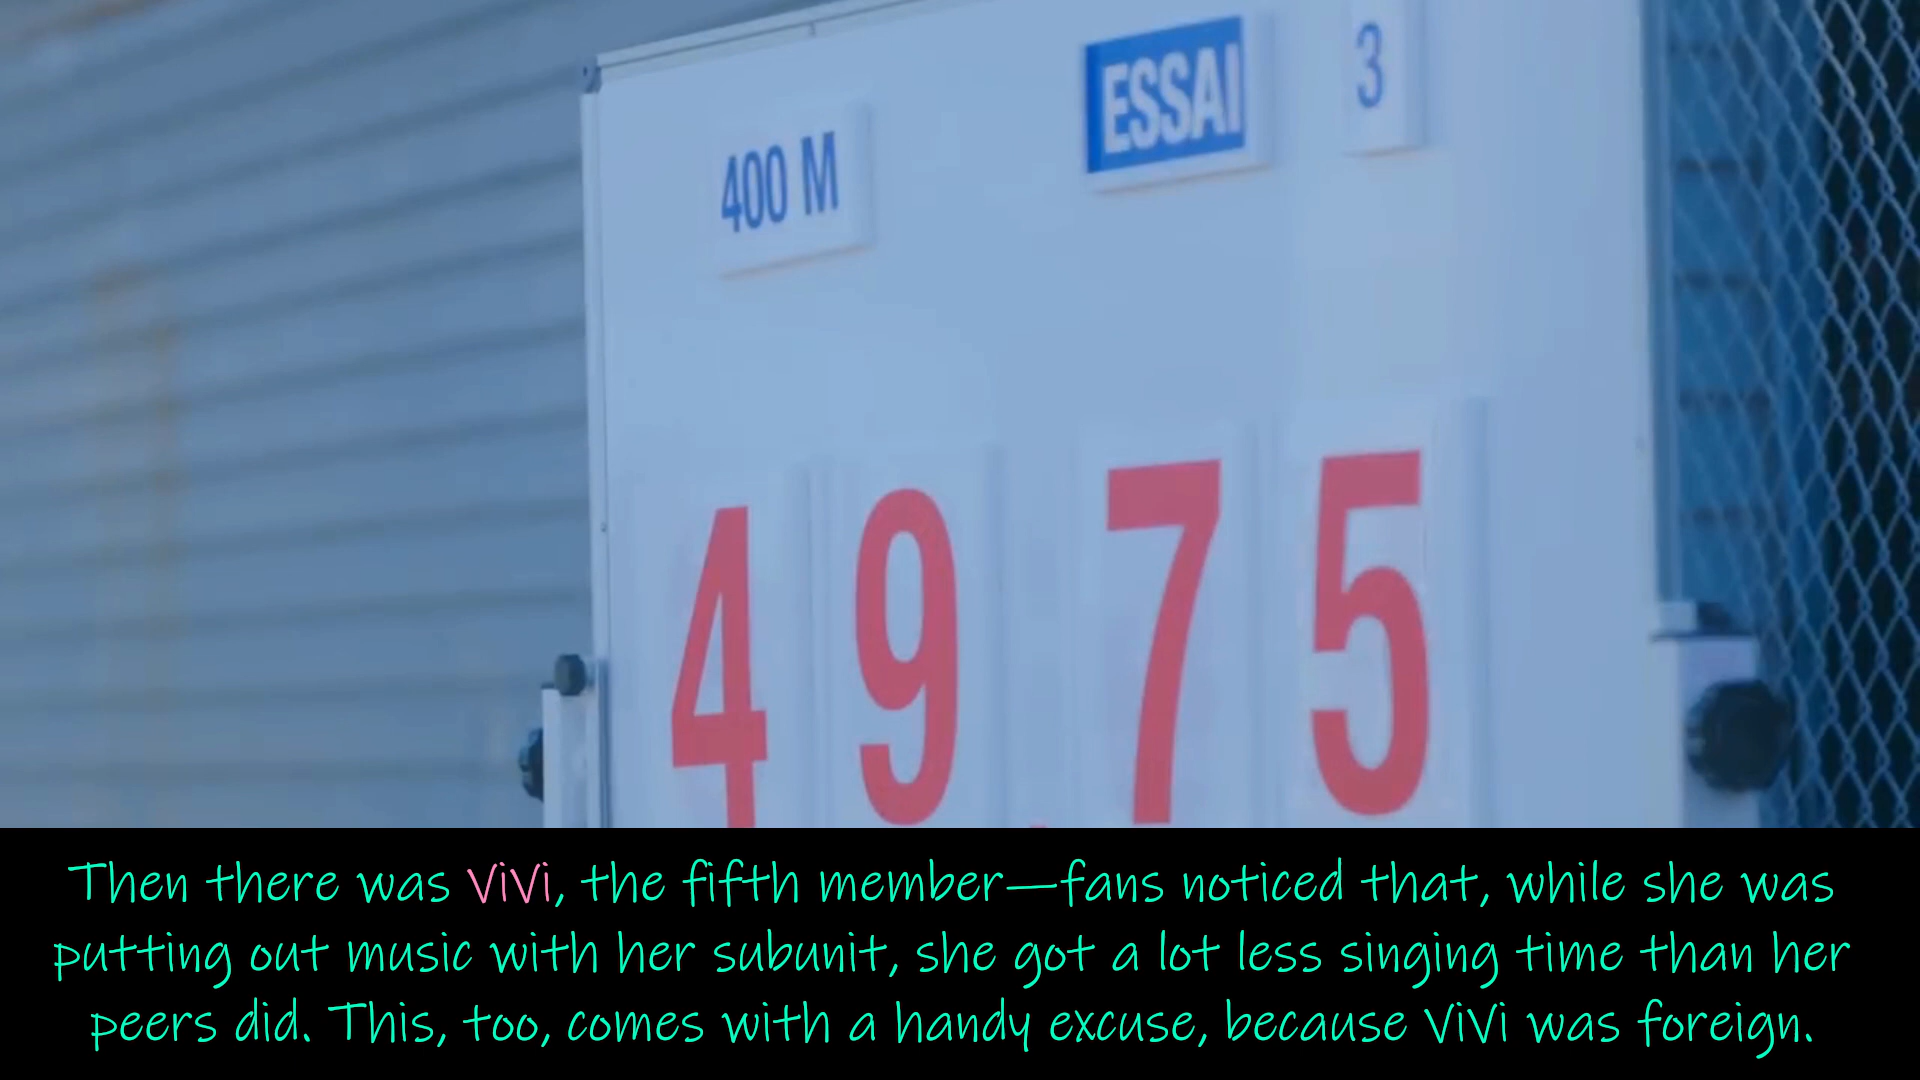 400 M
ESSAI 3
49.75
Then there was ViVi, the fifth member—fans noticed that, while she was
putting out music with her subunit, she got a lot less singing time than her
peers did. This, too, comes with a handy excuse, because ViVi was foreign.